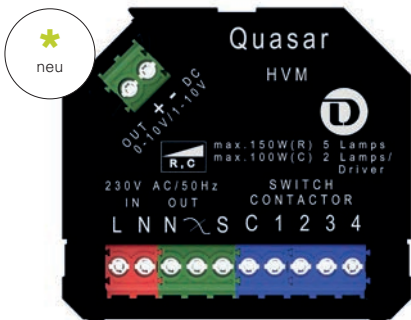 *
neu
Quasar
HVM
+ - DC
OUT 0-10V/1-10V
D
R,C
max.150W(R) 5 Lamps
max.100W(C) 2 Lamps/
Driver
230V AC/50Hz
IN OUT
SWITCH
CONTACTOR
L N N S C 1 2 3 4